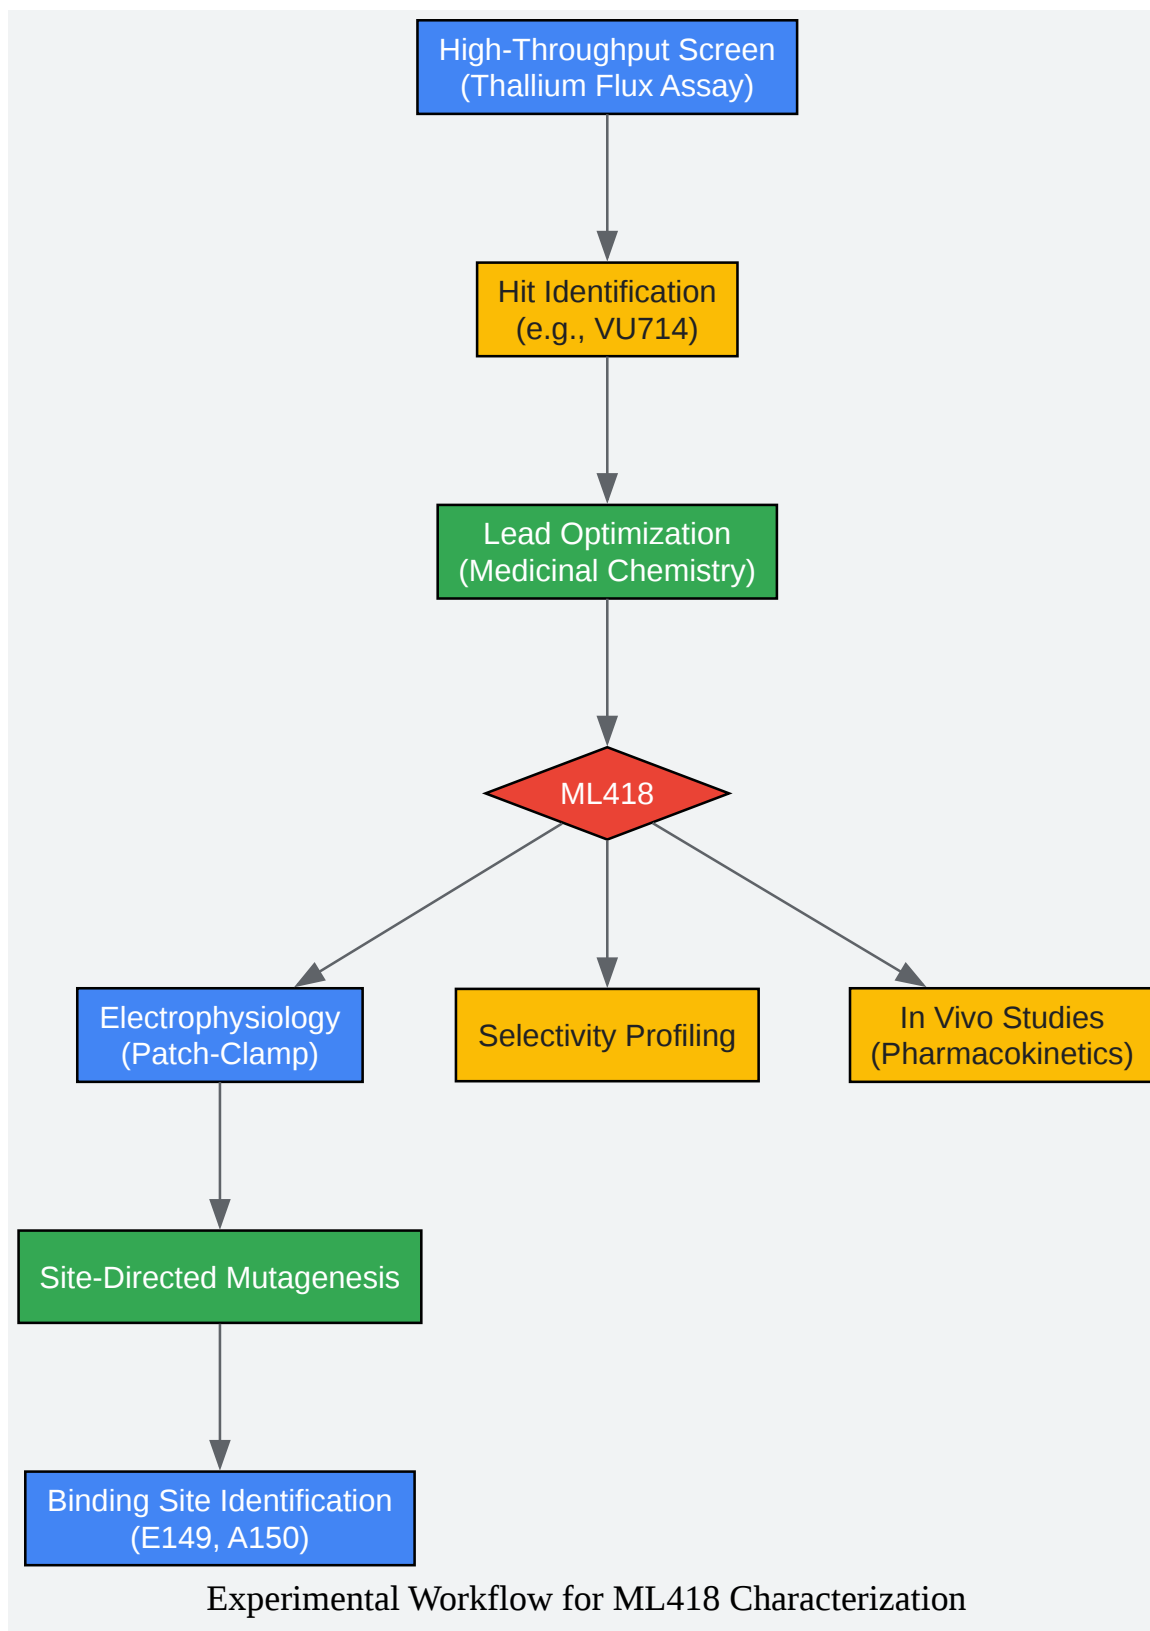 High-Throughput Screen
(Thallium Flux Assay)
Hit Identification
(e.g., VU714)
Lead Optimization
(Medicinal Chemistry)
ML418
Electrophysiology
(Patch-Clamp)
Selectivity Profiling
In Vivo Studies
(Pharmacokinetics)
Site-Directed Mutagenesis
Binding Site Identification
(E149, A150)
Experimental Workflow for ML418 Characterization